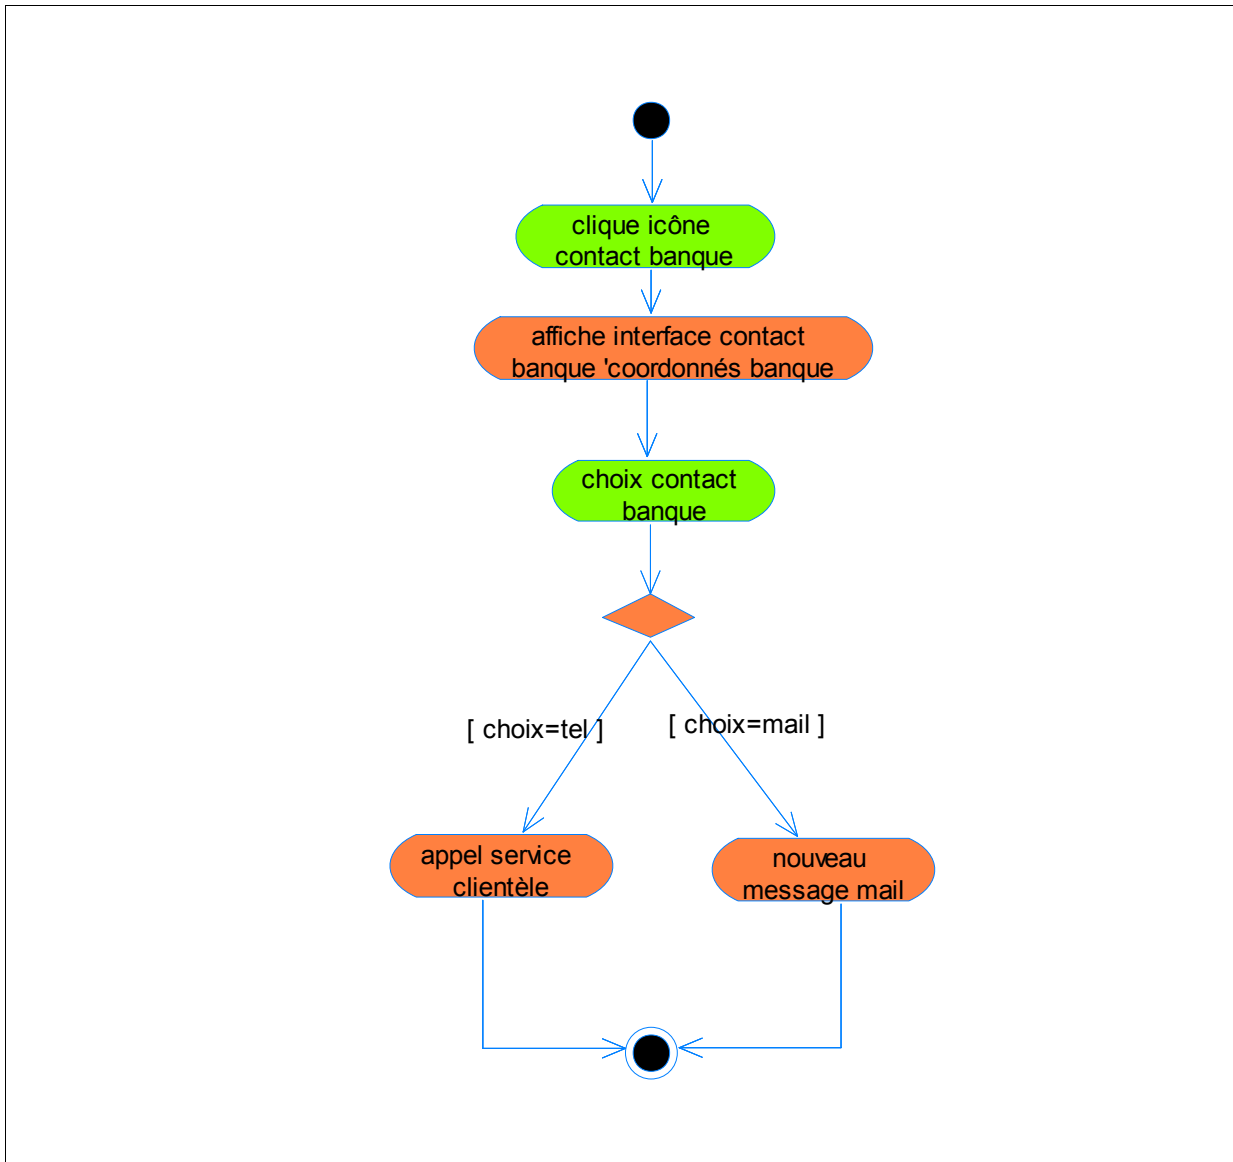 clique icône
contact banque
affiche interface contact
banque 'coordonnés banque
choix contact
banque
[ choix=tel ]
[ choix=mail ]
appel service
clientèle
nouveau
message mail